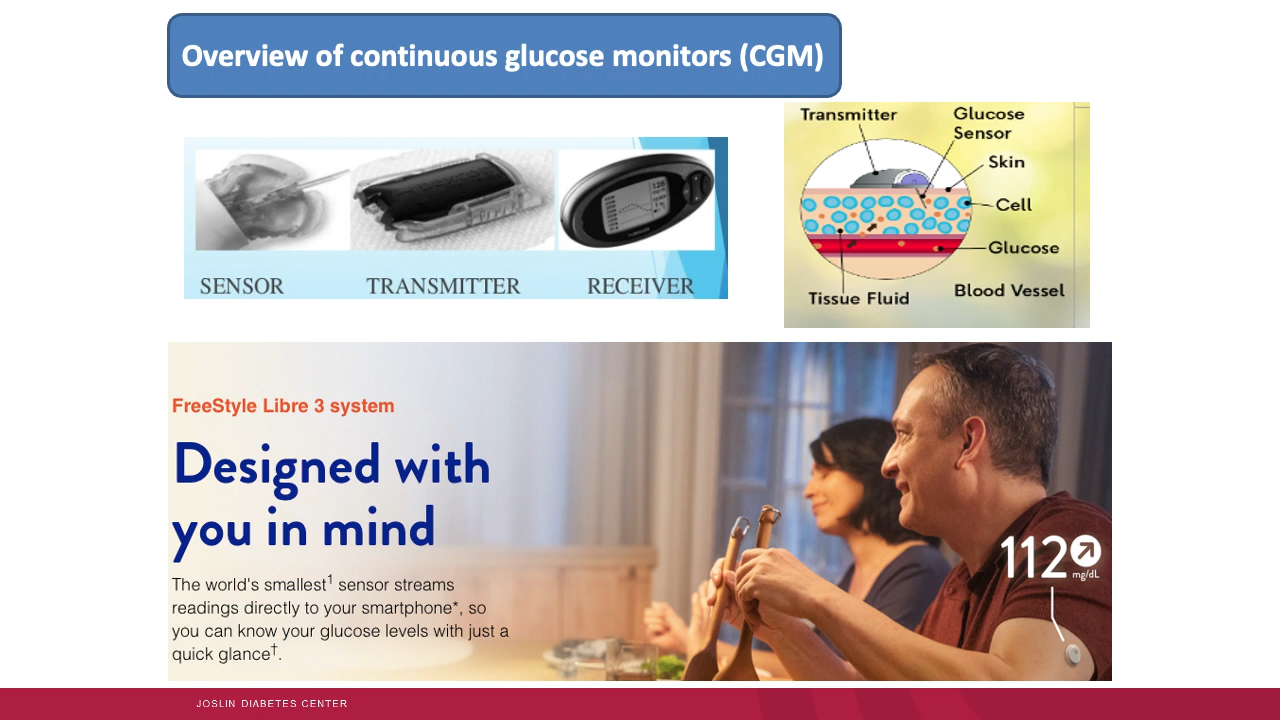 Overview of continuous glucose monitors (CGM)
SENSOR
TRANSMITTER
RECEIVER
Transmitter
Glucose
Sensor
Skin
Cell
Glucose
Tissue Fluid
Blood Vessel
FreeStyle Libre 3 system
Designed with
you in mind
The world's smallest¹ sensor streams
readings directly to your smartphone*, so
you can know your glucose levels with just a
quick glance†.
112
mg/dL
JOSLIN DIABETES CENTER